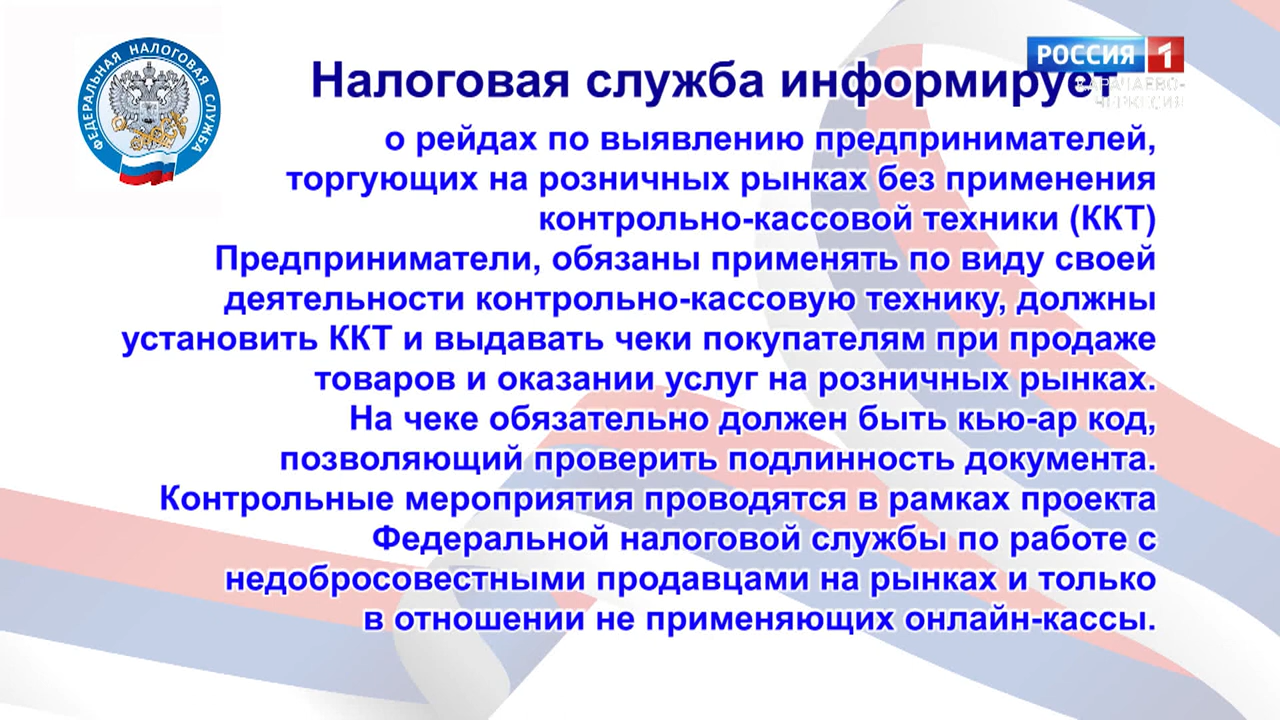 ФЕДЕРАЛЬНАЯ НАЛОГОВАЯ СЛУЖБА
РОССИЯ 1
КАРАЧАЕВО-
ЧЕРКЕСИЯ
Налоговая служба информирует
о рейдах по выявлению предпринимателей,
торгующих на розничных рынках без применения
контрольно-кассовой техники (ККТ)
Предприниматели, обязаны применять по виду своей
деятельности контрольно-кассовую технику, должны
установить ККТ и выдавать чеки покупателям при продаже
товаров и оказании услуг на розничных рынках.
На чеке обязательно должен быть кью-ар код,
позволяющий проверить подлинность документа.
Контрольные мероприятия проводятся в рамках проекта
Федеральной налоговой службы по работе с
недобросовестными продавцами на рынках и только
в отношении не применяющих онлайн-кассы.